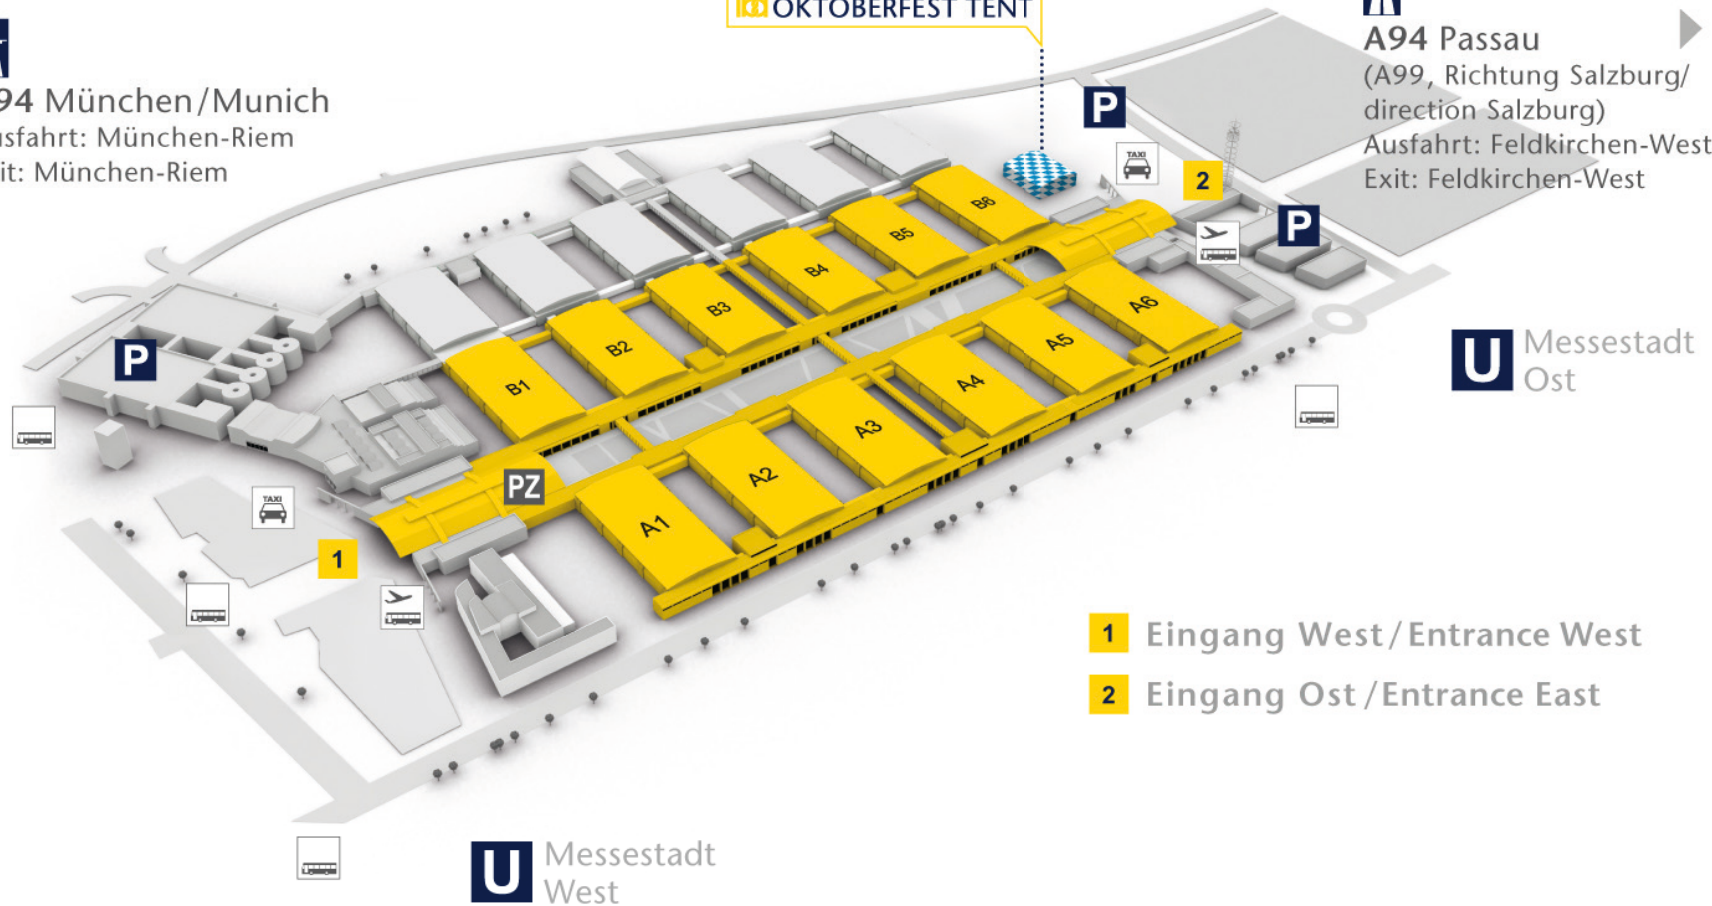 OKTOBERFEST TENT
A94 Passau
(A99, Richtung Salzburg/
direction Salzburg)
Ausfahrt: Feldkirchen-West
Exit: Feldkirchen-West
94 München/Munich
usfahrt: München-Riem
it: München-Riem
P
TAXI
2
P
B6
B5
B4
B3
B2
B1
A6
A5
A4
A3
A2
A1
P
PZ
TAXI
1
U Messestadt
Ost
1 Eingang West/Entrance West
2 Eingang Ost/Entrance East
U Messestadt
West